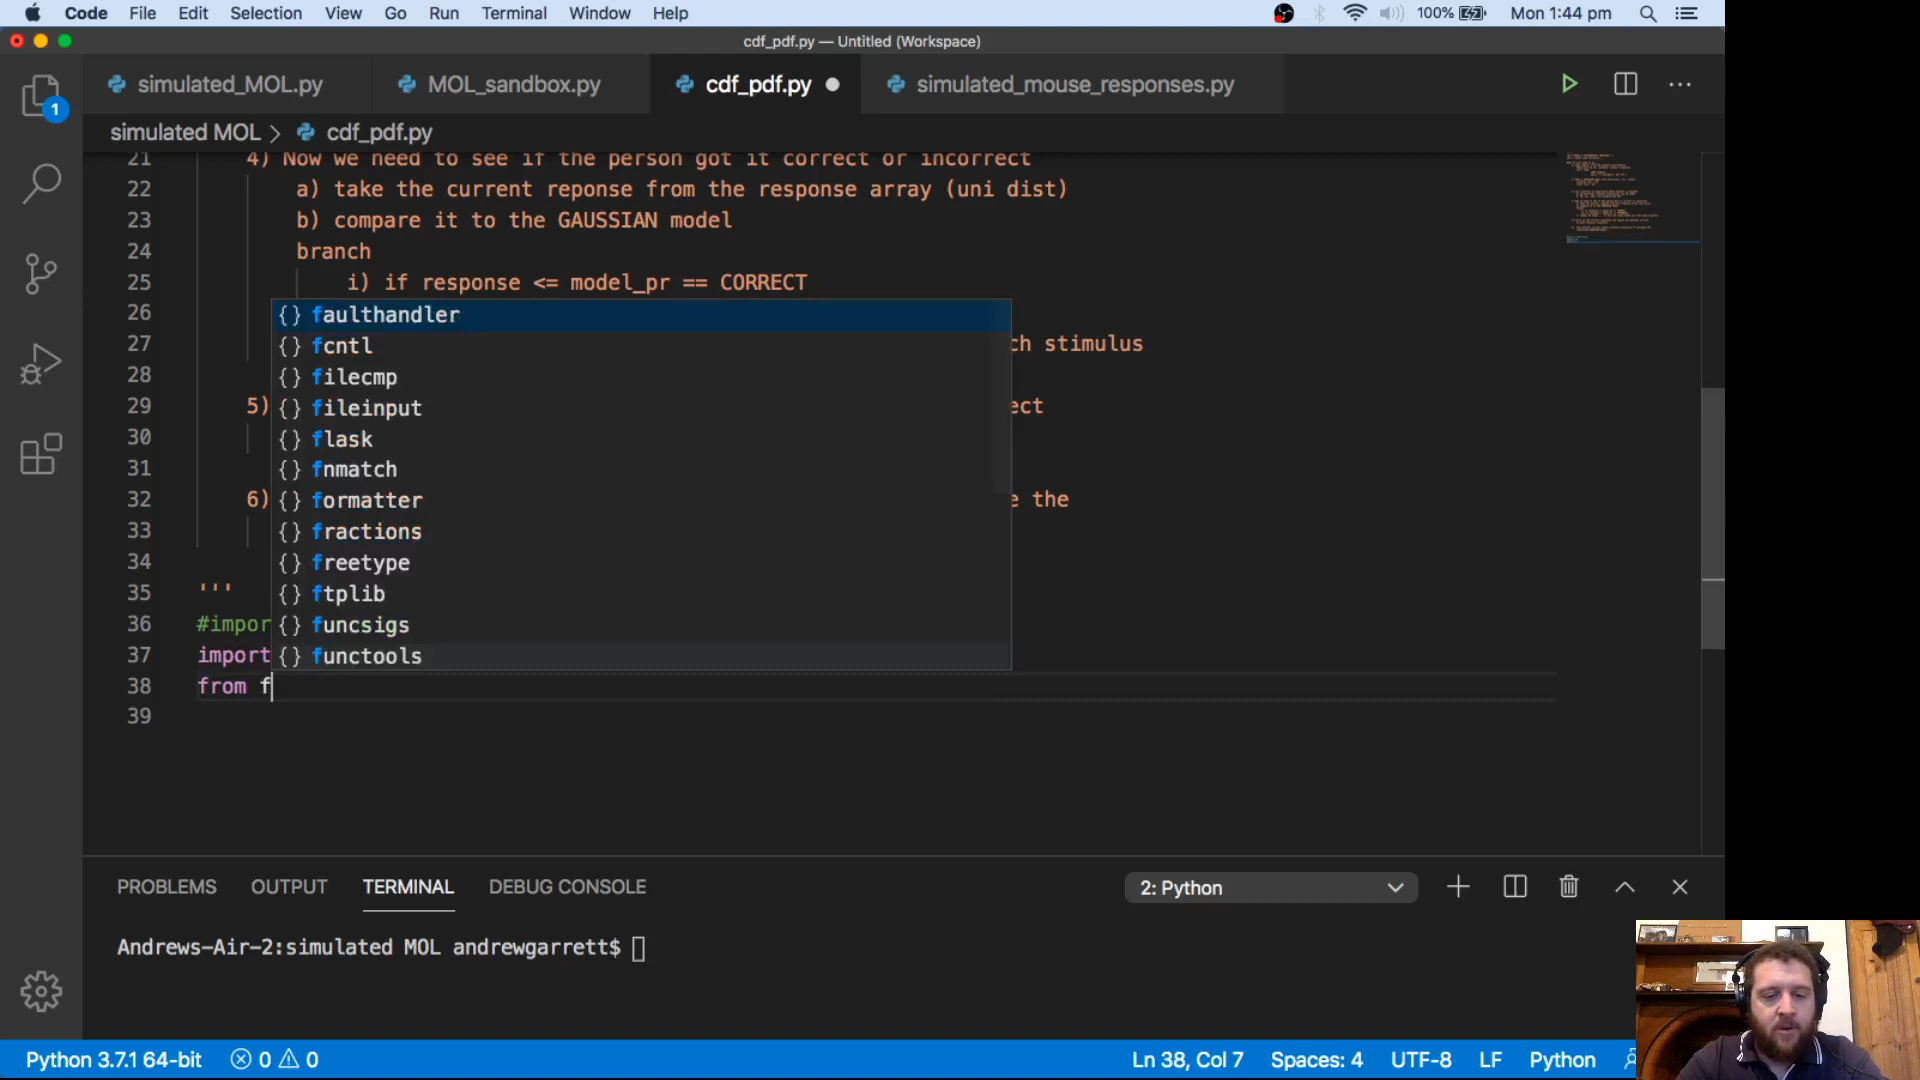 Code File Edit Selection View Go Run Terminal Window Help 100% Mon 1:44 pm
cdf_pdf.py — Untitled (Workspace)
1
simulated_MOL.py MOL_sandbox.py cdf_pdf.py simulated_mouse_responses.py
simulated MOL > cdf_pdf.py
21 4) Now we need to see if the person got it correct or incorrect
22 a) take the current reponse from the response array (uni dist)
23 b) compare it to the GAUSSIAN model
24 branch
25 i) if response <= model_pr == CORRECT
26 {} faulthandler
{} fcntl
27 ch stimulus
28 {} filecmp
29 5) {} fileinput ect
30 {} flask
31 {} fnmatch
32 6) {} formatter e the
33 {} fractions
34 {} freetype
35 ''' {} ftplib
36 #impor {} funcsigs
37 import {} functools
38 from f
39
PROBLEMS OUTPUT TERMINAL DEBUG CONSOLE 2: Python
Andrews-Air-2:simulated MOL andrewgarrett$
Python 3.7.1 64-bit 0 0 Ln 38, Col 7 Spaces: 4 UTF-8 LF Python